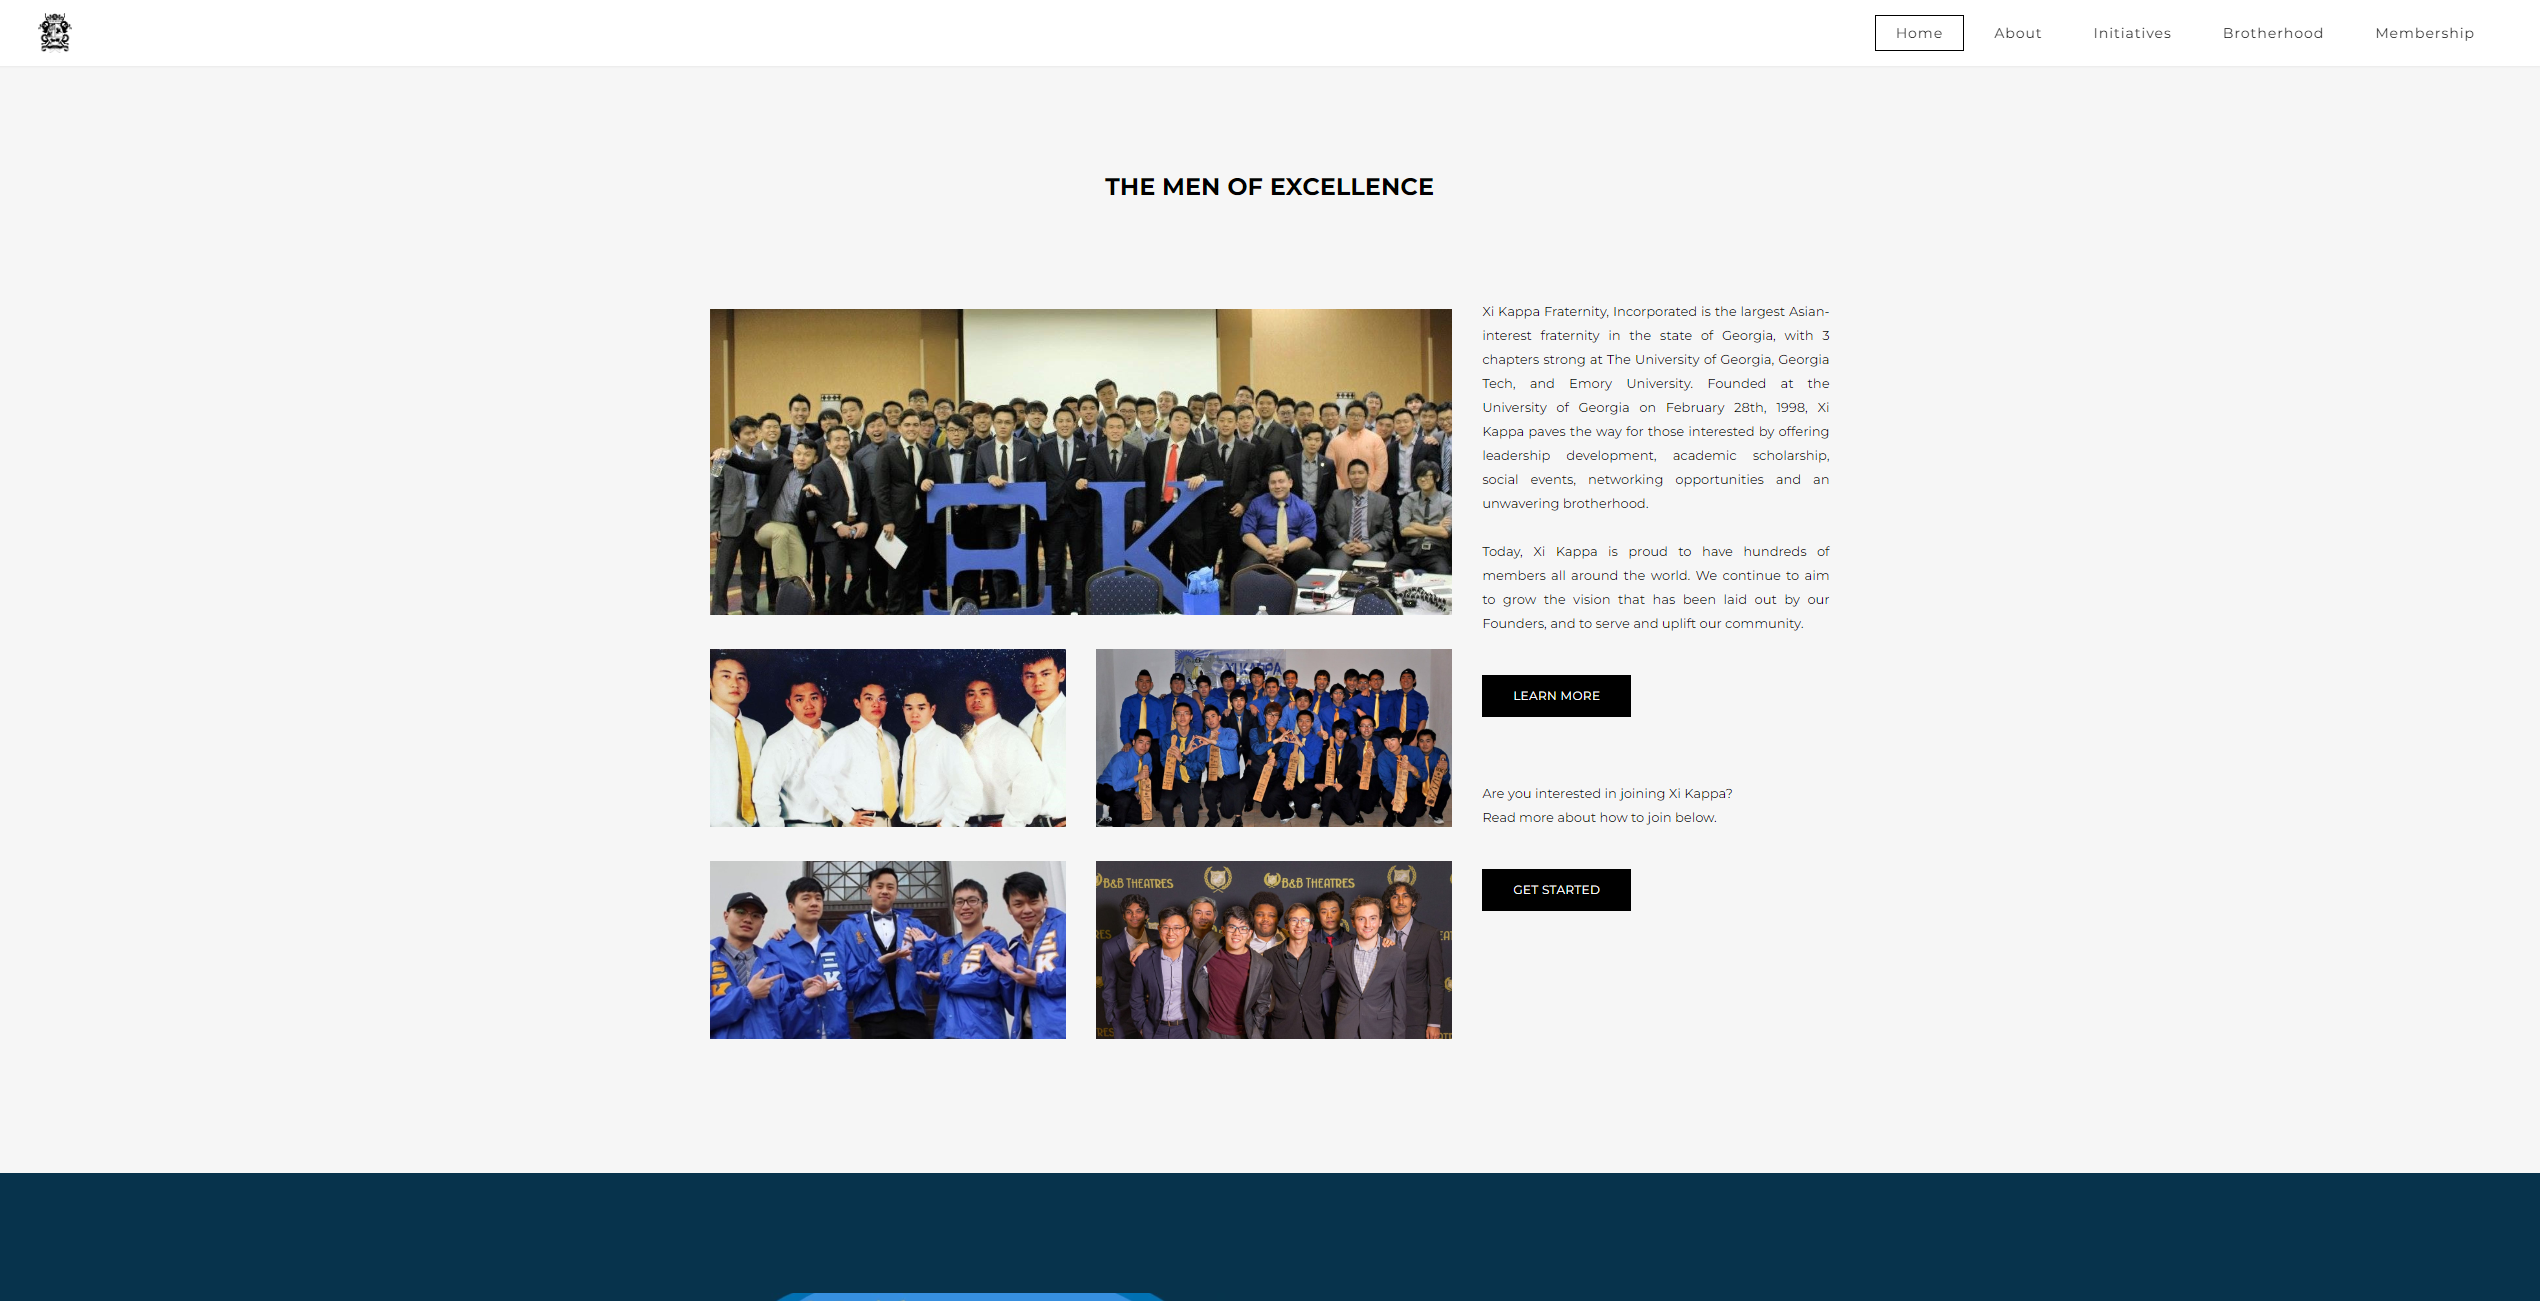 Home
About
Initiatives
Brotherhood
Membership
THE MEN OF EXCELLENCE
Xi Kappa Fraternity, Incorporated is the largest Asian-
interest fraternity in the state of Georgia, with 3
chapters strong at The University of Georgia, Georgia
Tech, and Emory University. Founded at the
University of Georgia on February 28th, 1998, Xi
Kappa paves the way for those interested by offering
leadership development, academic scholarship,
social events, networking opportunities and an
unwavering brotherhood.
Today, Xi Kappa is proud to have hundreds of
members all around the world. We continue to aim
to grow the vision that has been laid out by our
Founders, and to serve and uplift our community.
LEARN MORE
Are you interested in joining Xi Kappa?
Read more about how to join below.
GET STARTED
ΞΚ
XI KAPPA
ΞΚ
ΞΚ
ΞΚ
B&B THEATRES
B&B THEATRES